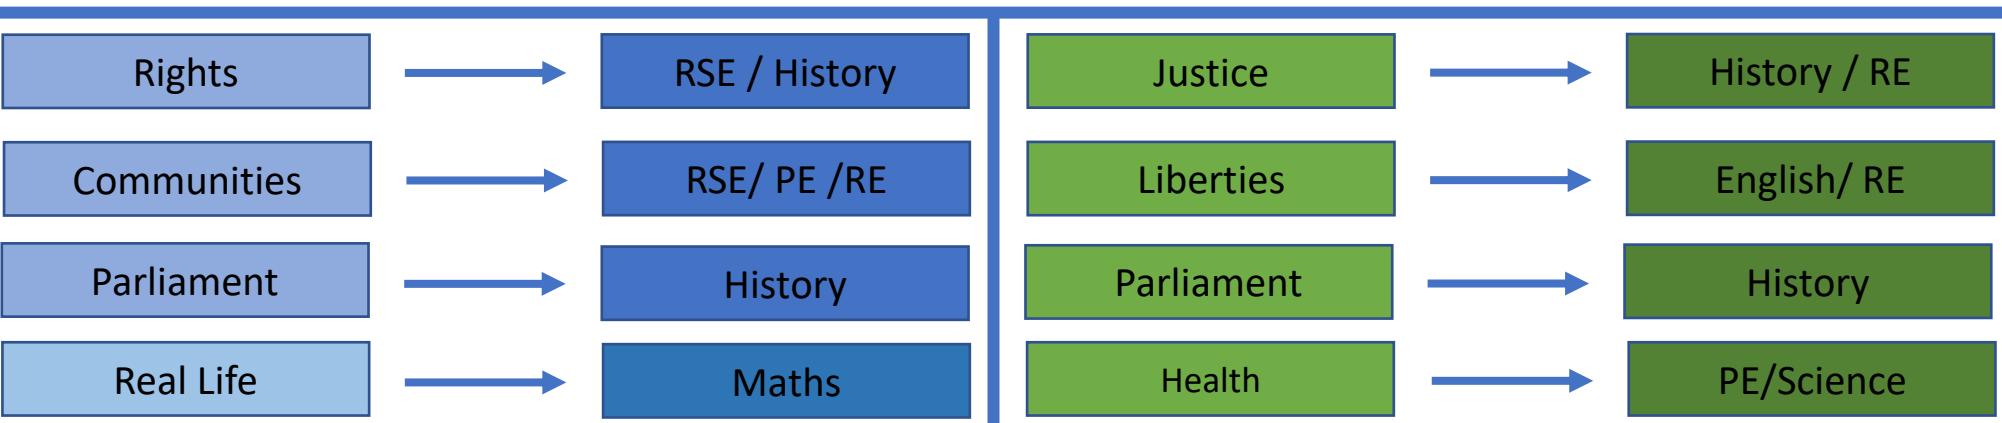 Rights
RSE / History
Communities
RSE/ PE /RE
Parliament
History
Real Life
Maths
Justice
History / RE
Liberties
English/ RE
Parliament
History
Health
PE/Science